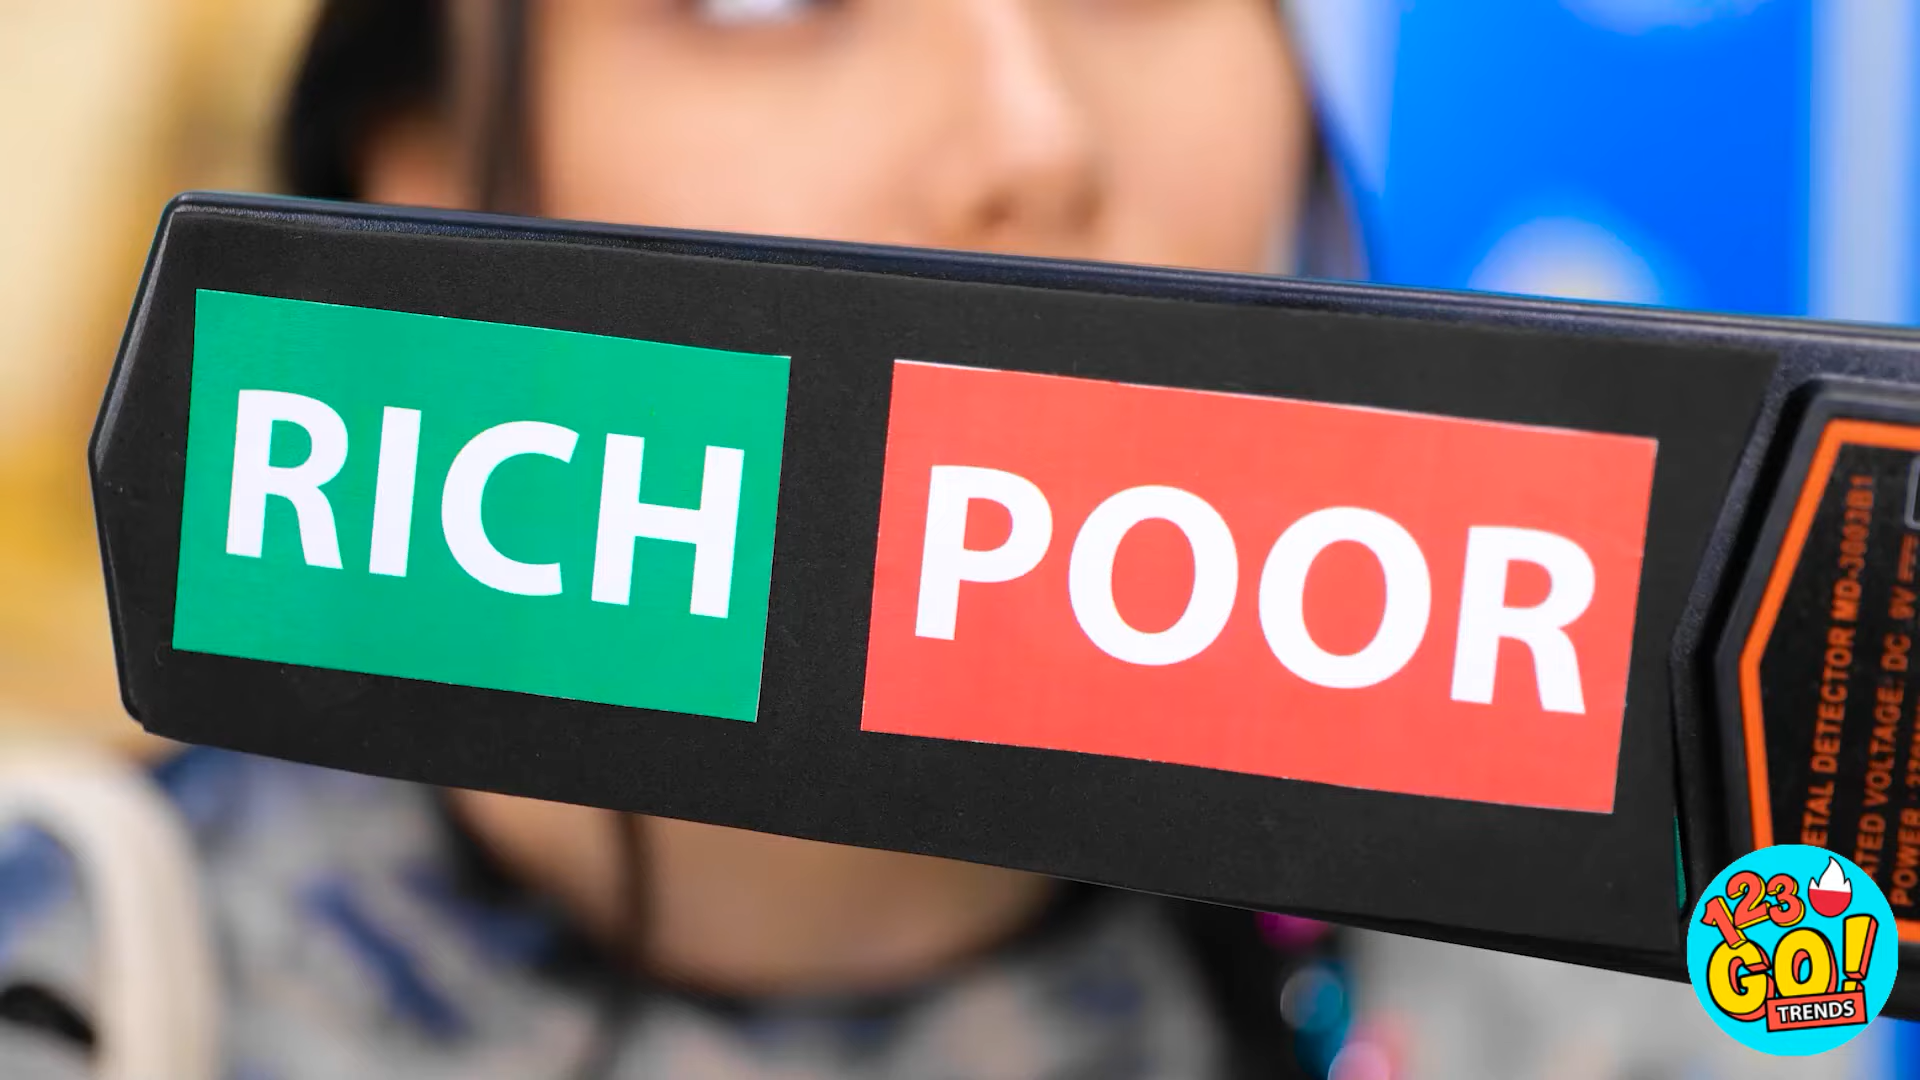 RICH
POOR
METAL DETECTOR MD-3003B1
RATED VOLTAGE: DC 9V
POWER:
123
GO!
TRENDS